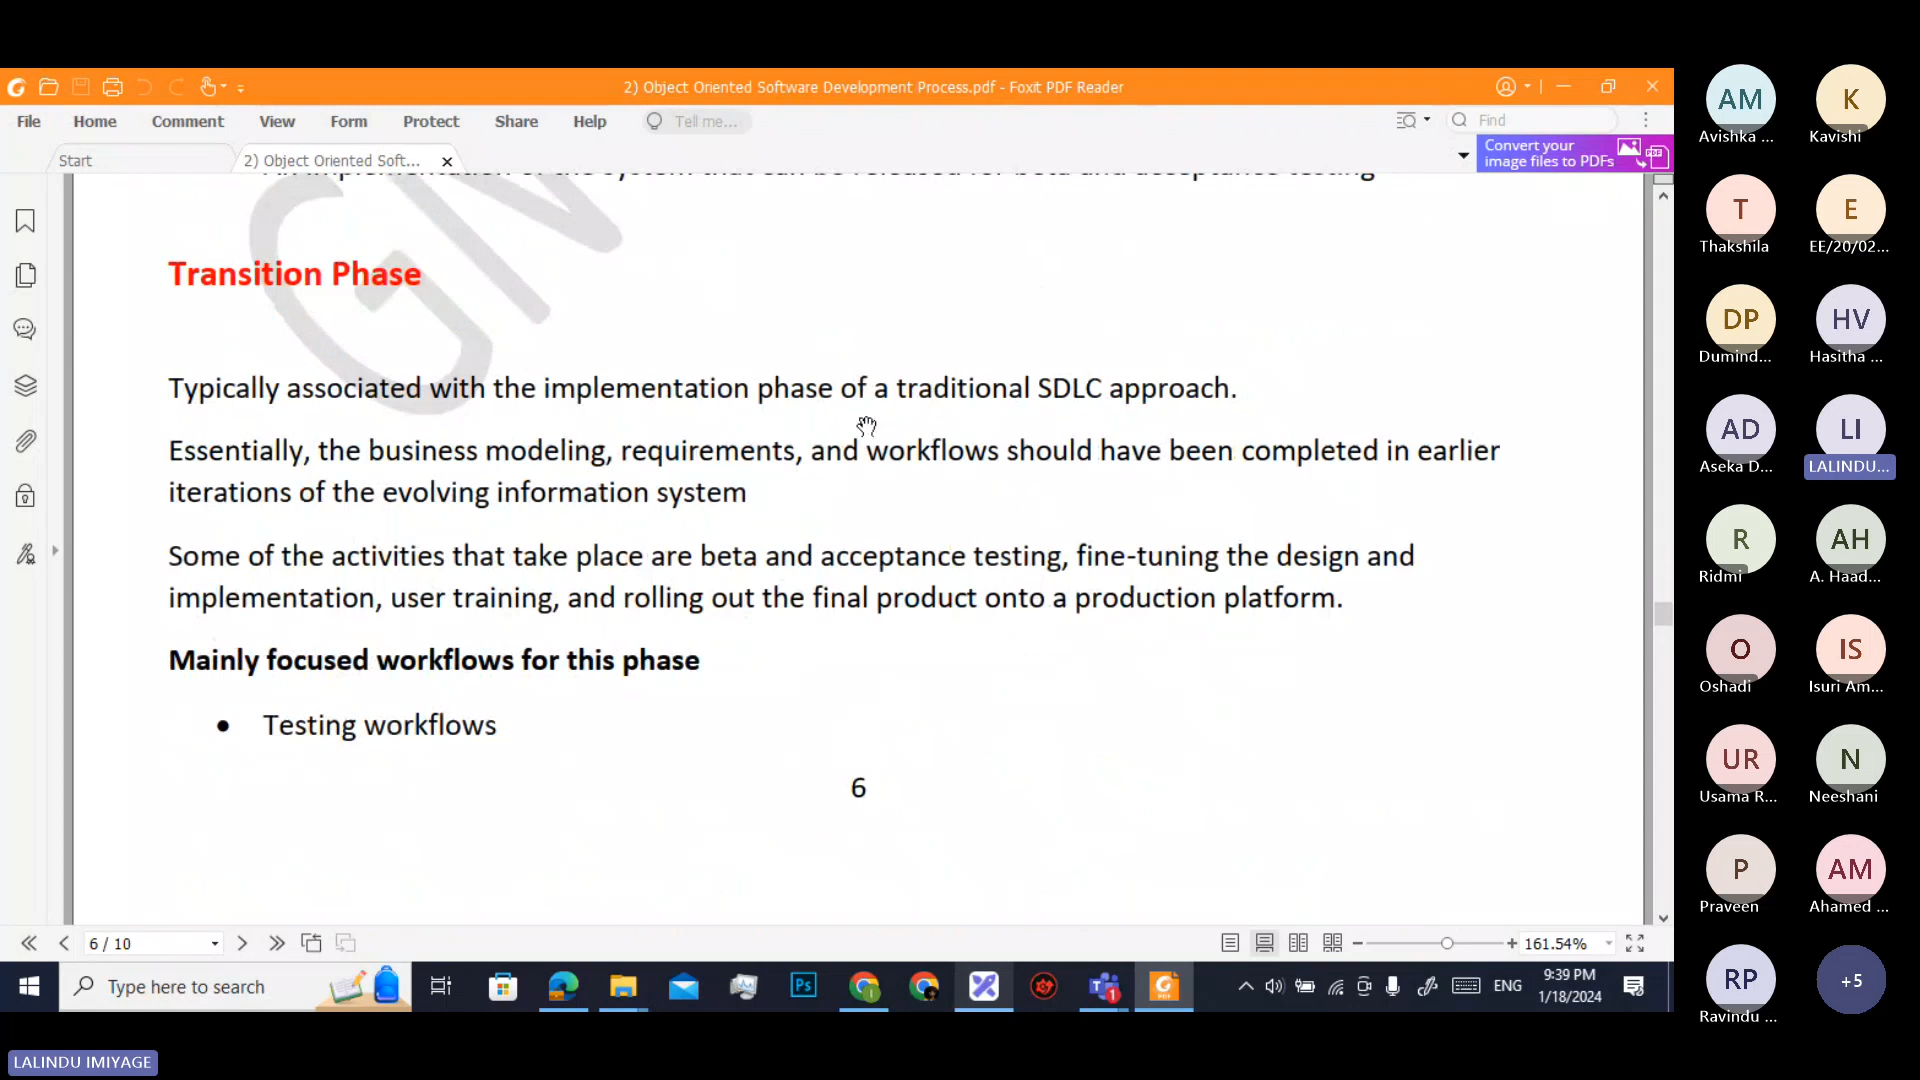 2) Object Oriented Software Development Process.pdf - Foxit PDF Reader
File Home Comment View Form Protect Share Help Tell me... Find
Start 2) Object Oriented Soft... Convert your
image files to PDFs
An implementation of the system that can be released for beta and acceptance testing
Transition Phase
Typically associated with the implementation phase of a traditional SDLC approach.
Essentially, the business modeling, requirements, and workflows should have been completed in earlier
iterations of the evolving information system
Some of the activities that take place are beta and acceptance testing, fine-tuning the design and
implementation, user training, and rolling out the final product onto a production platform.
Mainly focused workflows for this phase
• Testing workflows
6
6 / 10 161.54%
Type here to search Ps ENG 9:39 PM
1/18/2024
LALINDU IMIYAGE
AM K
Avishka ... Kavishi
T E
Thakshila EE/20/02...
DP HV
Dumind... Hasitha ...
AD LI
Aseka D... LALINDU...
R AH
Ridmi A. Haad...
O IS
Oshadi Isuri Am...
UR N
Usama R... Neeshani
P AM
Praveen Ahamed ...
RP +5
Ravindu ...